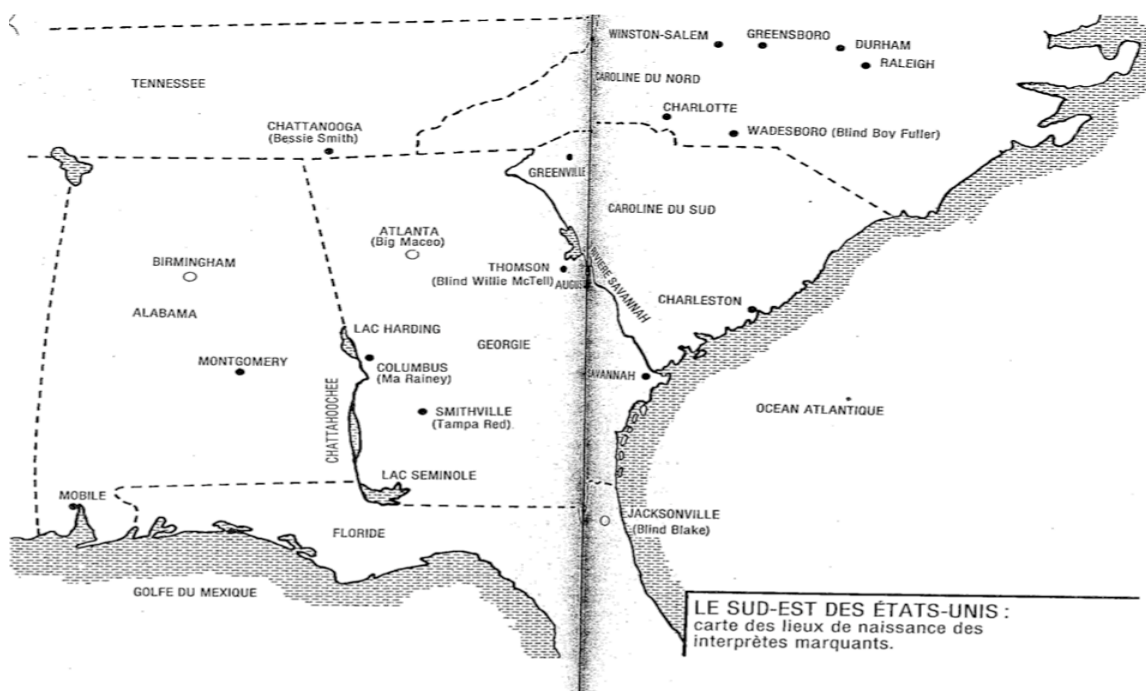 WINSTON-SALEM
GREENSBORO
DURHAM
RALEIGH
TENNESSEE
CAROLINE DU NORD
CHARLOTTE
CHATTANOOGA
(Bessie Smith)
WADESBORO (Blind Boy Fuller)
GREENVILLE
CAROLINE DU SUD
ATLANTA
(Big Maceo)
BIRMINGHAM
THOMSON
(Blind Willie McTell)
RIVIÈRE SAVANNAH
CHARLESTON
ALABAMA
LAC HARDING
GEORGIE
MONTGOMERY
COLUMBUS
(Ma Rainey)
SAVANNAH
CHATTAHOOCHEE
SMITHVILLE
(Tampa Red).
OCEAN ATLANTIQUE
LAC SEMINOLE
MOBILE
JACKSONVILLE
(Blind Blake)
FLORIDE
GOLFE DU MEXIQUE
LE SUD-EST DES ÉTATS-UNIS :
carte des lieux de naissance des
interprètes marquants.